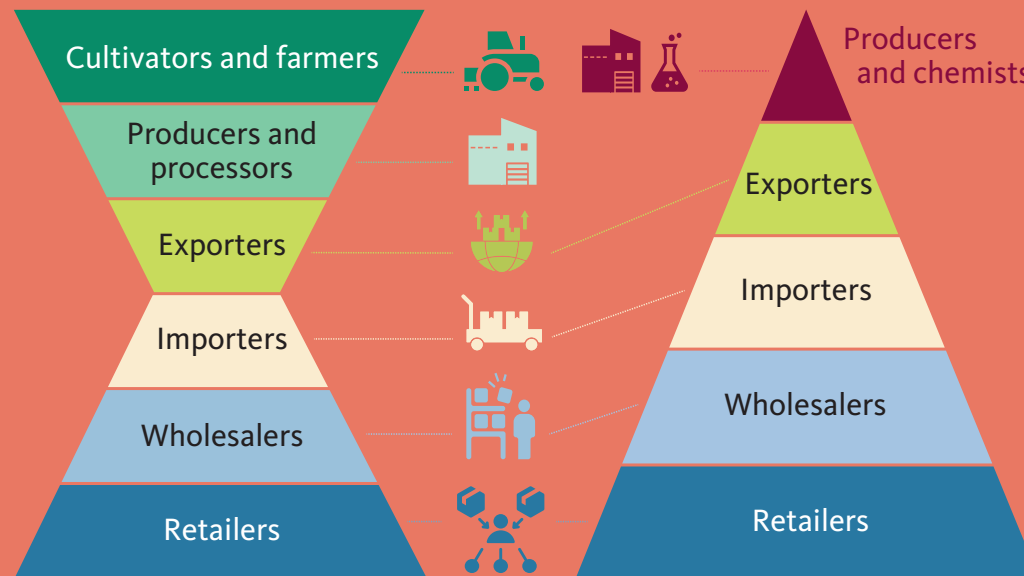 Cultivators and farmers
Producers and
processors
Exporters
Importers
Wholesalers
Retailers
Producers
and chemists
Exporters
Importers
Wholesalers
Retailers